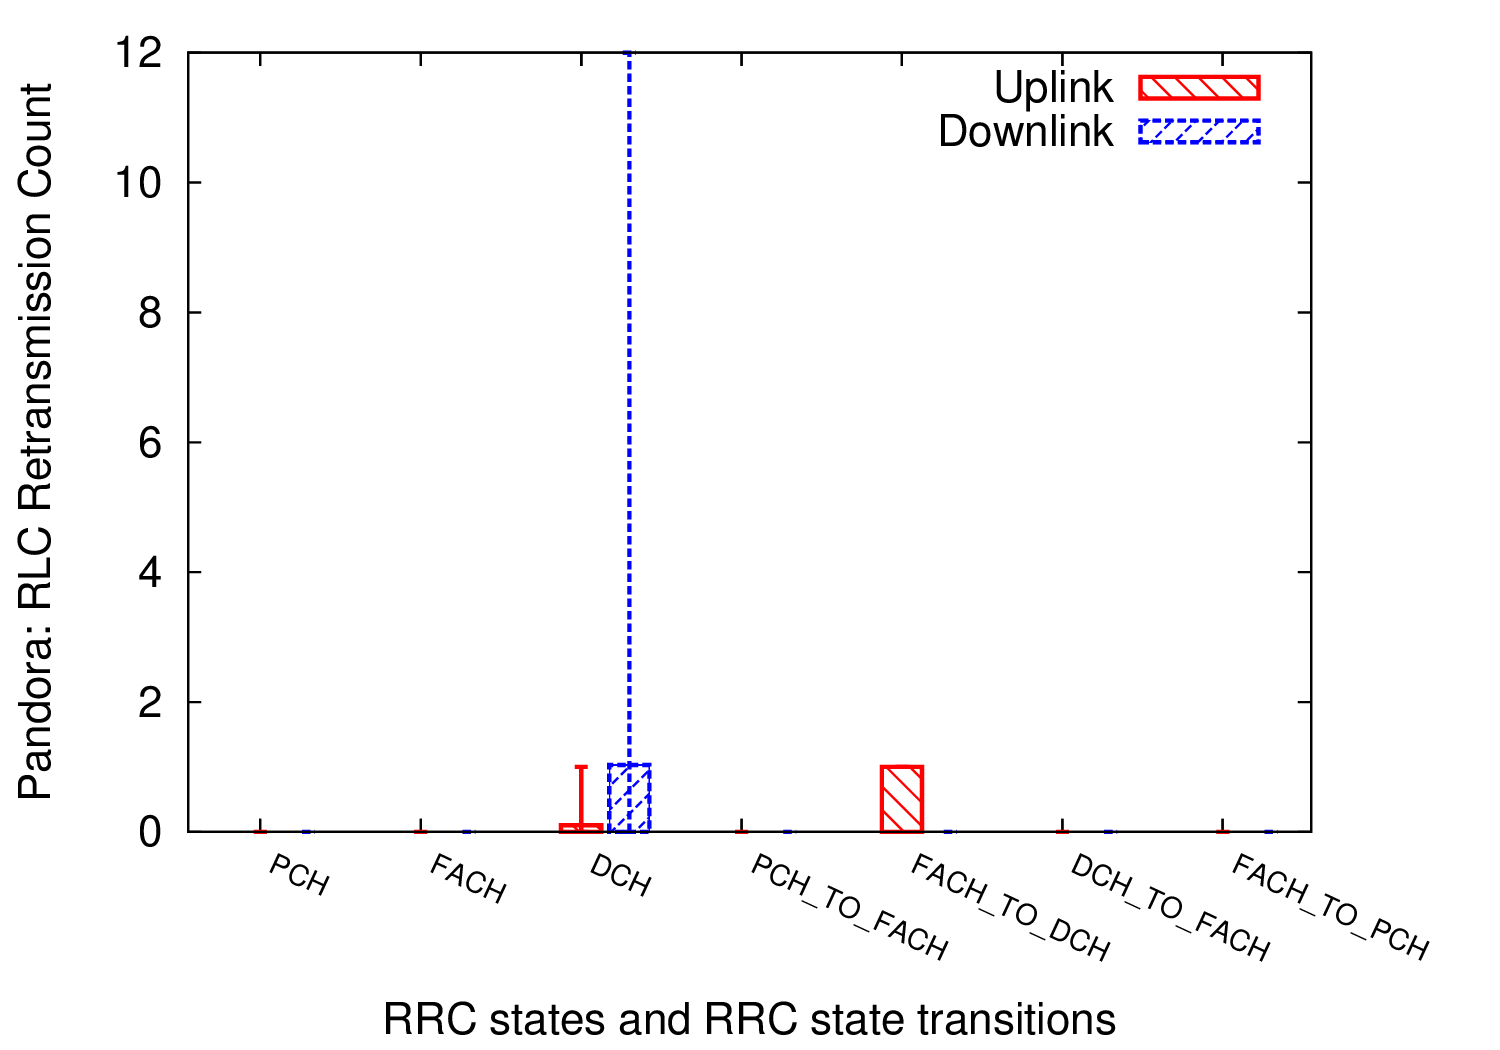 Pandora: RLC Retransmission Count
12
10
8
6
4
2
0
Uplink
Downlink
PCH
FACH
DCH
PCH_TO_FACH
FACH_TO_DCH
DCH_TO_FACH
FACH_TO_PCH
RRC states and RRC state transitions